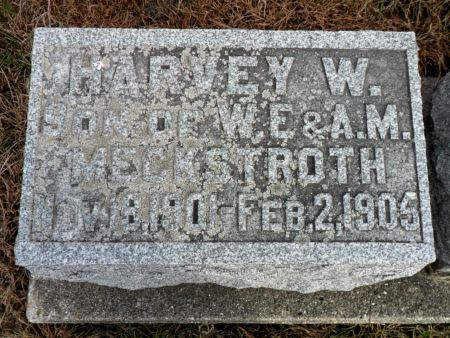 HARVEY W.
SON OF W.E & A.M.
MECKSTROTH
NOV. 8, 1901 - FEB. 2, 1905